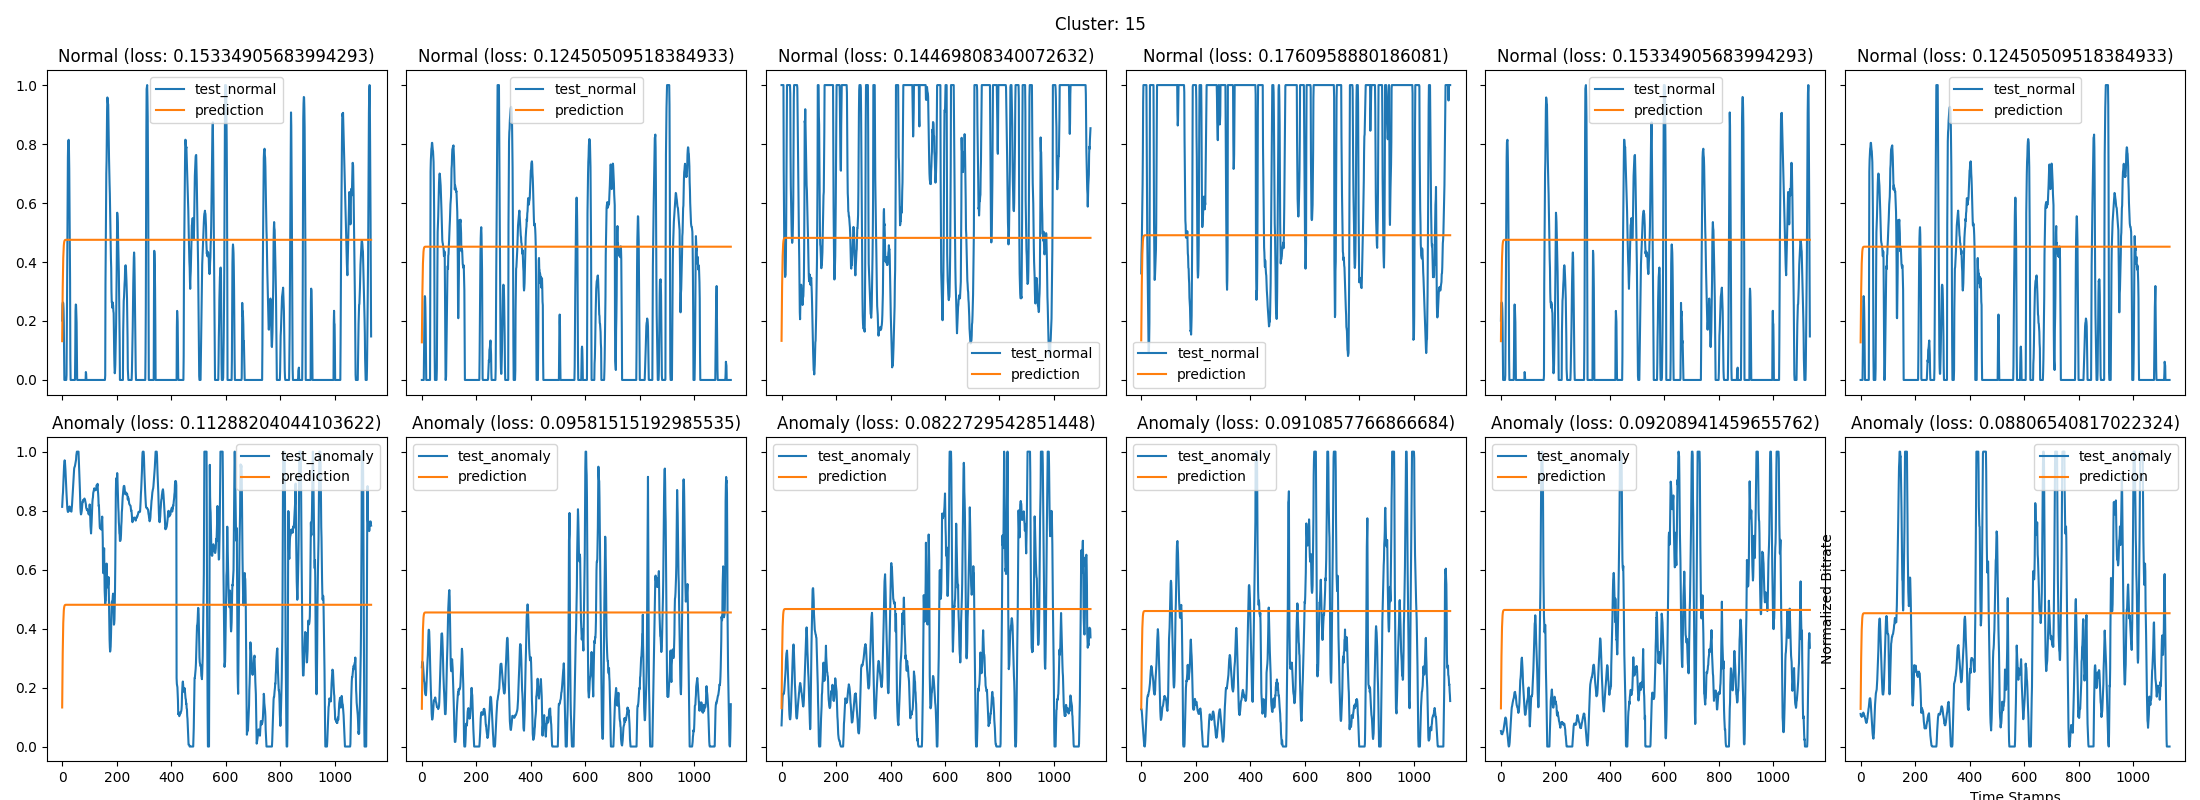 Cluster: 15
Normal (loss: 0.15334905683994293)
Normal (loss: 0.12450509518384933)
Normal (loss: 0.14469808340072632)
Normal (loss: 0.1760958880186081)
Normal (loss: 0.15334905683994293)
Normal (loss: 0.12450509518384933)
1.0
0.8
0.6
0.4
0.2
0.0
test_normal
prediction
test_normal
prediction
test_normal
prediction
test_normal
prediction
test_normal
prediction
test_normal
prediction
Anomaly (loss: 0.11288204044103622)
Anomaly (loss: 0.09581515192985535)
Anomaly (loss: 0.0822729542851448)
Anomaly (loss: 0.0910857766866684)
Anomaly (loss: 0.09208941459655762)
Anomaly (loss: 0.08806540817022324)
1.0
0.8
0.6
0.4
0.2
0.0
test_anomaly
prediction
test_anomaly
prediction
test_anomaly
prediction
test_anomaly
prediction
test_anomaly
prediction
test_anomaly
prediction
Normalized Bitrate
0 200 400 600 800 1000
0 200 400 600 800 1000
0 200 400 600 800 1000
0 200 400 600 800 1000
0 200 400 600 800 1000
0 200 400 600 800 1000
Time Stamps